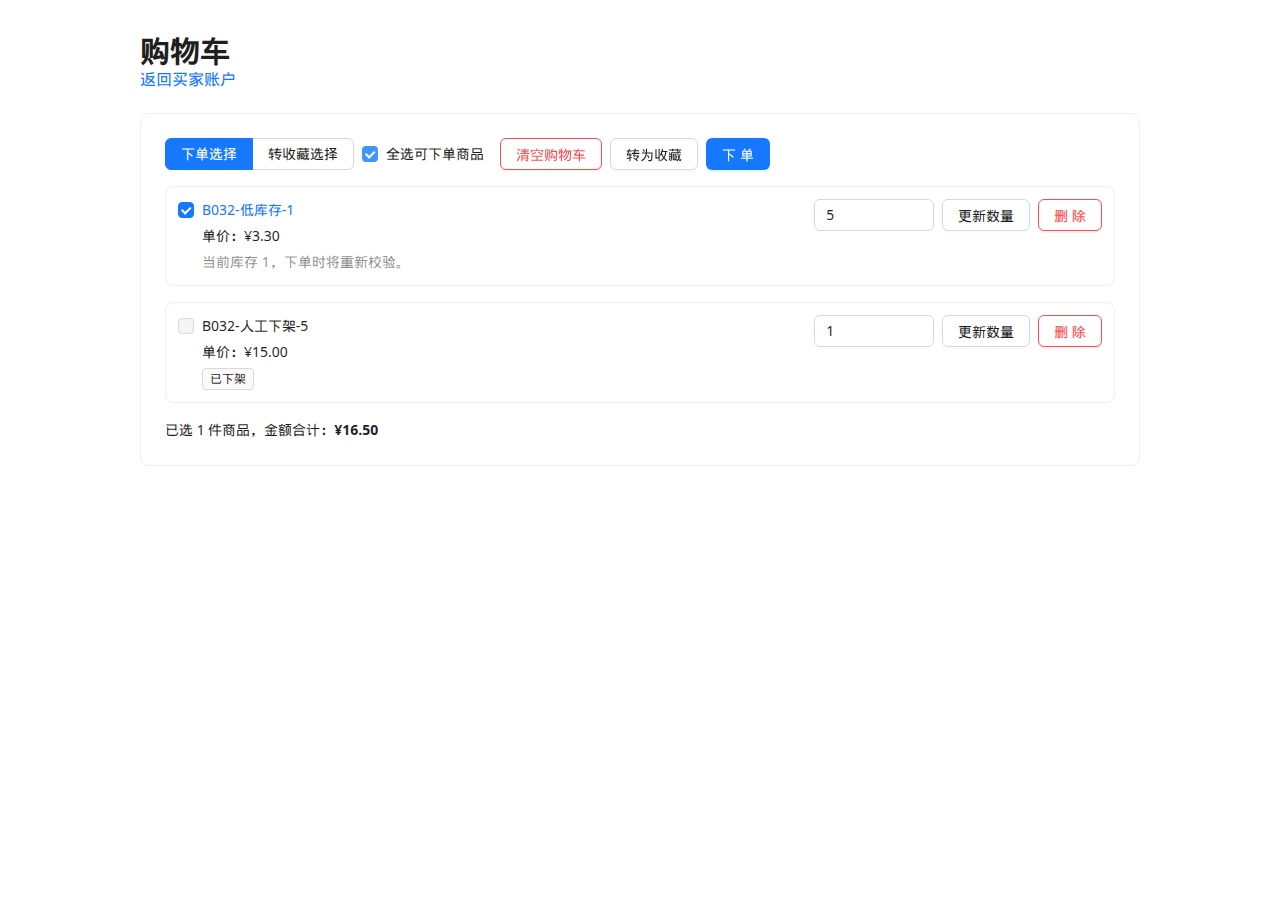 购物车
返回买家账户
下单选择 转收藏选择 全选可下单商品 清空购物车 转为收藏 下 单
B032-低库存-1 5 更新数量 删 除
单价：¥3.30
当前库存 1，下单时将重新校验。
B032-人工下架-5 1 更新数量 删 除
单价：¥15.00
已下架
已选 1 件商品，金额合计：¥16.50